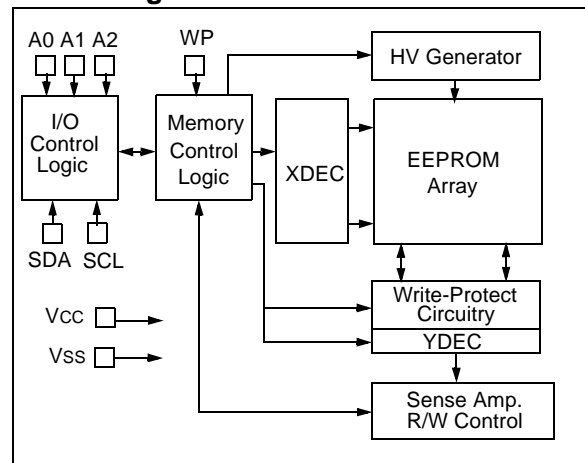 A0 A1 A2
WP
HV Generator
I/O
Control
Logic
Memory
Control
Logic
XDEC
EEPROM
Array
SDA
SCL
Write-Protect
Circuitry
YDEC
VCC
VSS
Sense Amp.
R/W Control